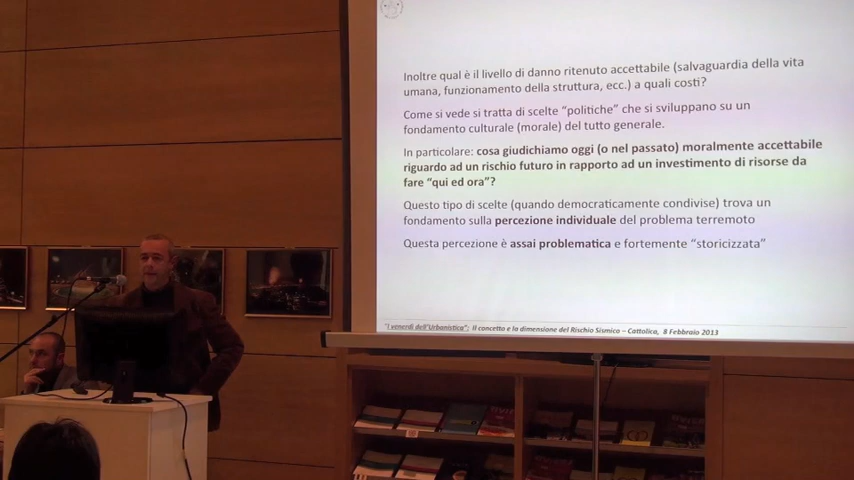 Inoltre qual è il livello di danno ritenuto accettabile (salvaguardia della vita
umana, funzionamento della struttura, ecc.) a quali costi?
Come si vede si tratta di scelte “politiche” che si sviluppano su un
fondamento culturale (morale) del tutto generale.
In particolare: cosa giudichiamo oggi (o nel passato) moralmente accettabile
riguardo ad un rischio futuro in rapporto ad un investimento di risorse da
fare “qui ed ora”?
Questo tipo di scelte (quando democraticamente condivise) trova un
fondamento sulla percezione individuale del problema terremoto
Questa percezione è assai problematica e fortemente “storicizzata”
“I venerdì dell’Urbanistica”: Il concetto e la dimensione del Rischio Sismico – Cattolica, 8 Febbraio 2013